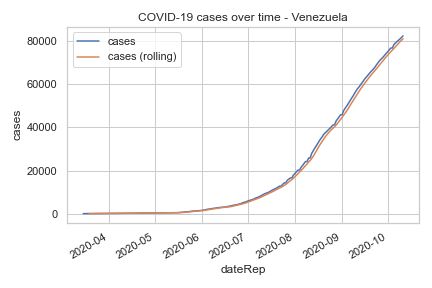 COVID-19 cases over time - Venezuela
cases
cases (rolling)
80000
60000
40000
20000
0
cases
2020-04
2020-05
2020-06
2020-07
2020-08
2020-09
2020-10
dateRep